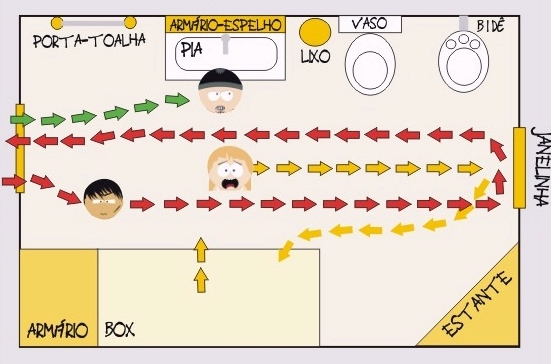 PORTA-TOALHA
ARMÁRIO-ESPELHO
PIA
LIXO
VASO
BIDÊ
JANELINHA
ARMÁRIO
BOX
ESTANTE